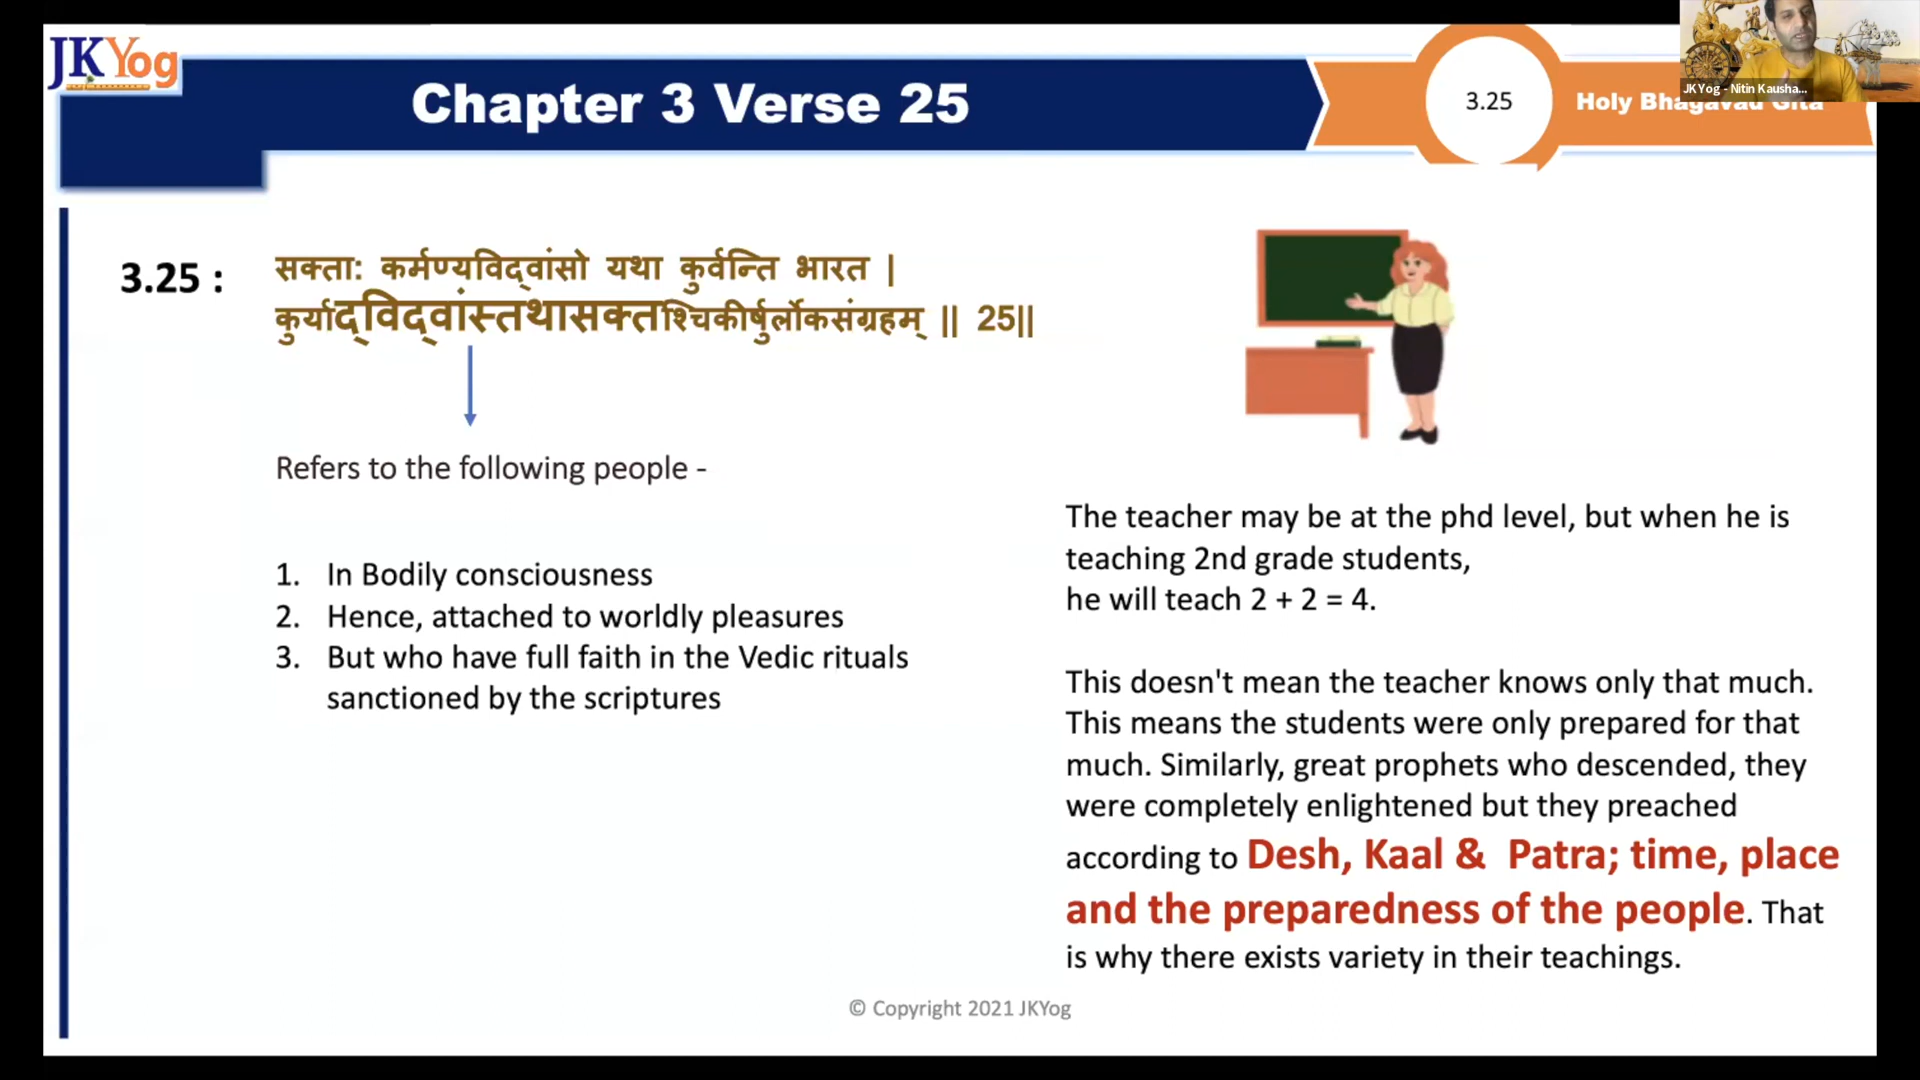 JKYog
Chapter 3 Verse 25
3.25
Holy Bhagavad Gita
JKYog - Nitin Kausha...
3.25 :
सक्ताः कर्मण्यविद्वांसो यथा कुर्वन्ति भारत |
कुर्याद्विद्वांस्तथासक्तश्चिकीर्षुर्लोकसंग्रहम् || 25||
Refers to the following people -
1. In Bodily consciousness
2. Hence, attached to worldly pleasures
3. But who have full faith in the Vedic rituals
sanctioned by the scriptures
The teacher may be at the phd level, but when he is
teaching 2nd grade students,
he will teach 2 + 2 = 4.
This doesn't mean the teacher knows only that much.
This means the students were only prepared for that
much. Similarly, great prophets who descended, they
were completely enlightened but they preached
according to Desh, Kaal & Patra; time, place
and the preparedness of the people. That
is why there exists variety in their teachings.
© Copyright 2021 JKYog